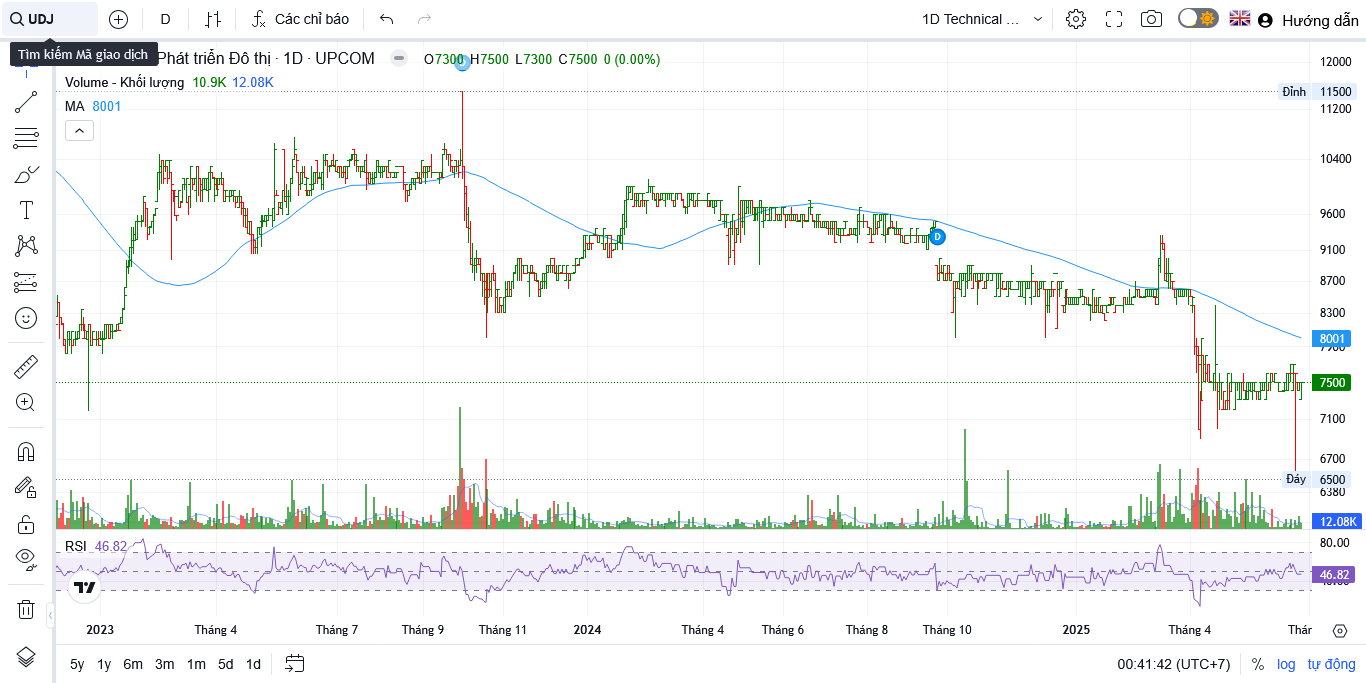 UDJ D Các chỉ báo 1D Technical ... Hướng dẫn
Tìm kiếm Mã giao dịch Phát triển Đô thị · 1D · UPCOM O7300 H7500 L7300 C7500 0 (0.00%)
Volume - Khối lượng 10.9K 12.08K
MA 8001
12000
Đỉnh 11500
11200
10400
9600
D
9100
8700
8300
8001
7900
7500
7100
6700
Đáy 6500
6380
12.08K
RSI 46.82
80.00
46.82
2023 Tháng 4 Tháng 7 Tháng 9 Tháng 11 2024 Tháng 4 Tháng 6 Tháng 8 Tháng 10 2025 Tháng 4 Thár
5y 1y 6m 3m 1m 5d 1d 00:41:42 (UTC+7) % log tự động